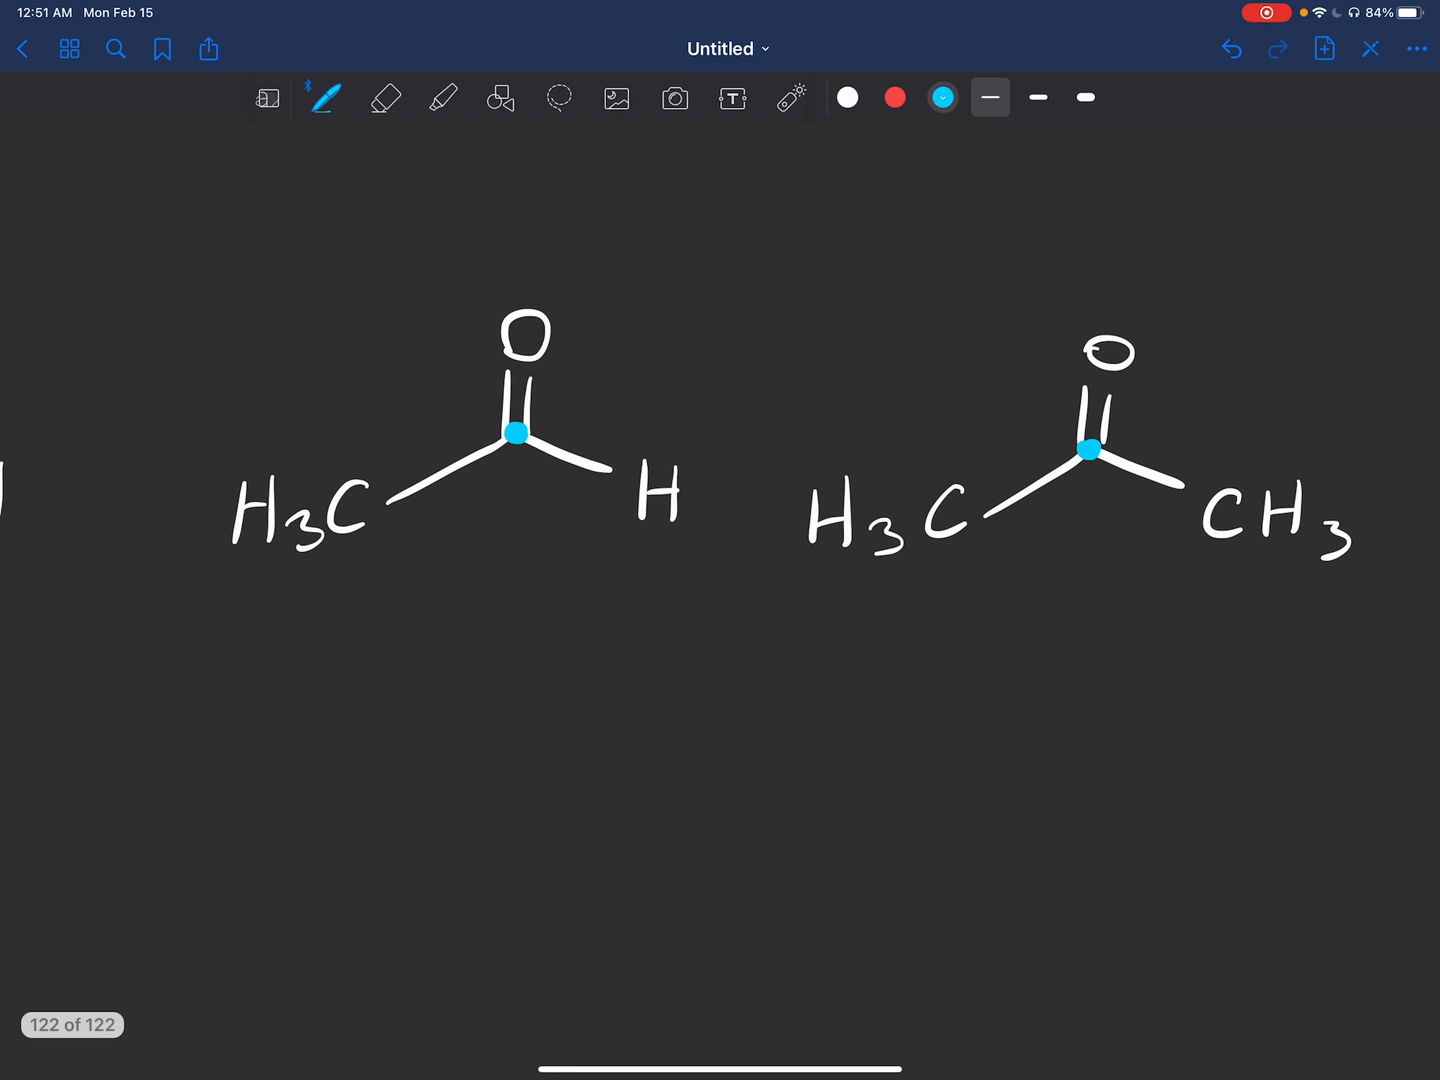 12:51 AM Mon Feb 15
84%
Untitled
T
O
O
H₃C
H
H₃C
CH₃
122 of 122